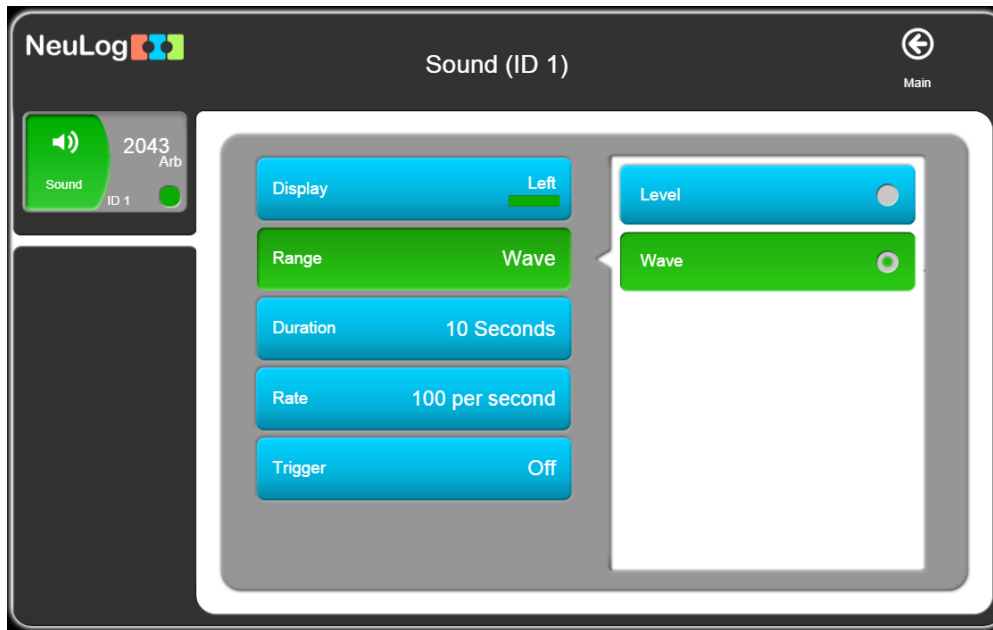 NeuLog
Sound (ID 1)
Main
2043
Arb
Sound
ID 1
Display Left
Range Wave
Duration 10 Seconds
Rate 100 per second
Trigger Off
Level
Wave